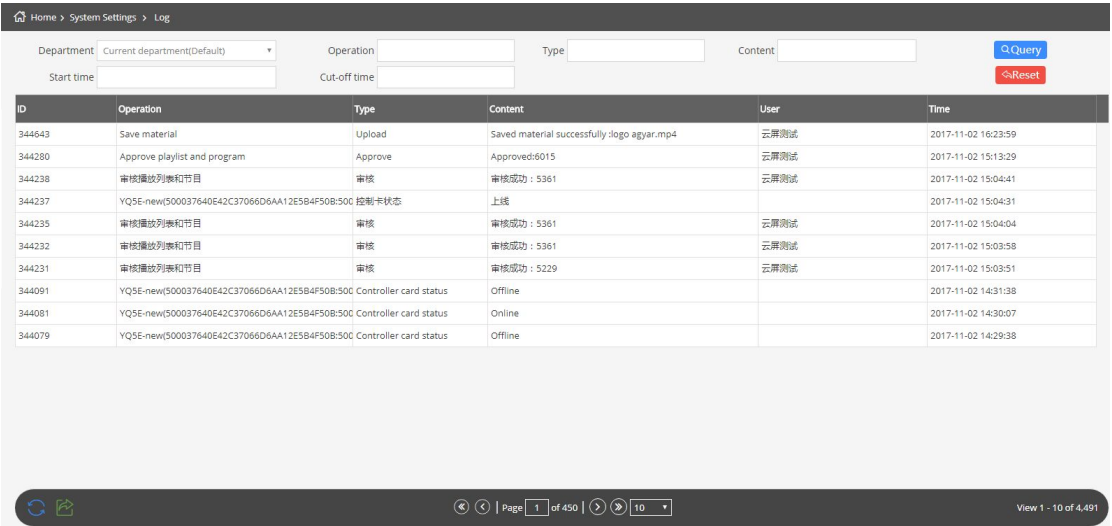 Home > System Settings > Log
Department Current department(Default) Operation Type Content Query
Start time Cut-off time Reset
ID Operation Type Content User Time
344643 Save material Upload Saved material successfully :logo agyar.mp4 云屏测试 2017-11-02 16:23:59
344280 Approve playlist and program Approve Approved:6015 云屏测试 2017-11-02 15:13:29
344238 审核播放列表和节目 审核 审核成功：5361 云屏测试 2017-11-02 15:04:41
344237 YQ5E-new(500037640E42C37066D6AA12E5B4F50B:500 控制卡状态 上线 2017-11-02 15:04:31
344235 审核播放列表和节目 审核 审核成功：5361 云屏测试 2017-11-02 15:04:04
344232 审核播放列表和节目 审核 审核成功：5361 云屏测试 2017-11-02 15:03:58
344231 审核播放列表和节目 审核 审核成功：5229 云屏测试 2017-11-02 15:03:51
344091 YQ5E-new(500037640E42C37066D6AA12E5B4F50B:500 Controller card status Offline 2017-11-02 14:31:38
344081 YQ5E-new(500037640E42C37066D6AA12E5B4F50B:500 Controller card status Online 2017-11-02 14:30:07
344079 YQ5E-new(500037640E42C37066D6AA12E5B4F50B:500 Controller card status Offline 2017-11-02 14:29:38
Page 1 of 450 10 View 1 - 10 of 4,491